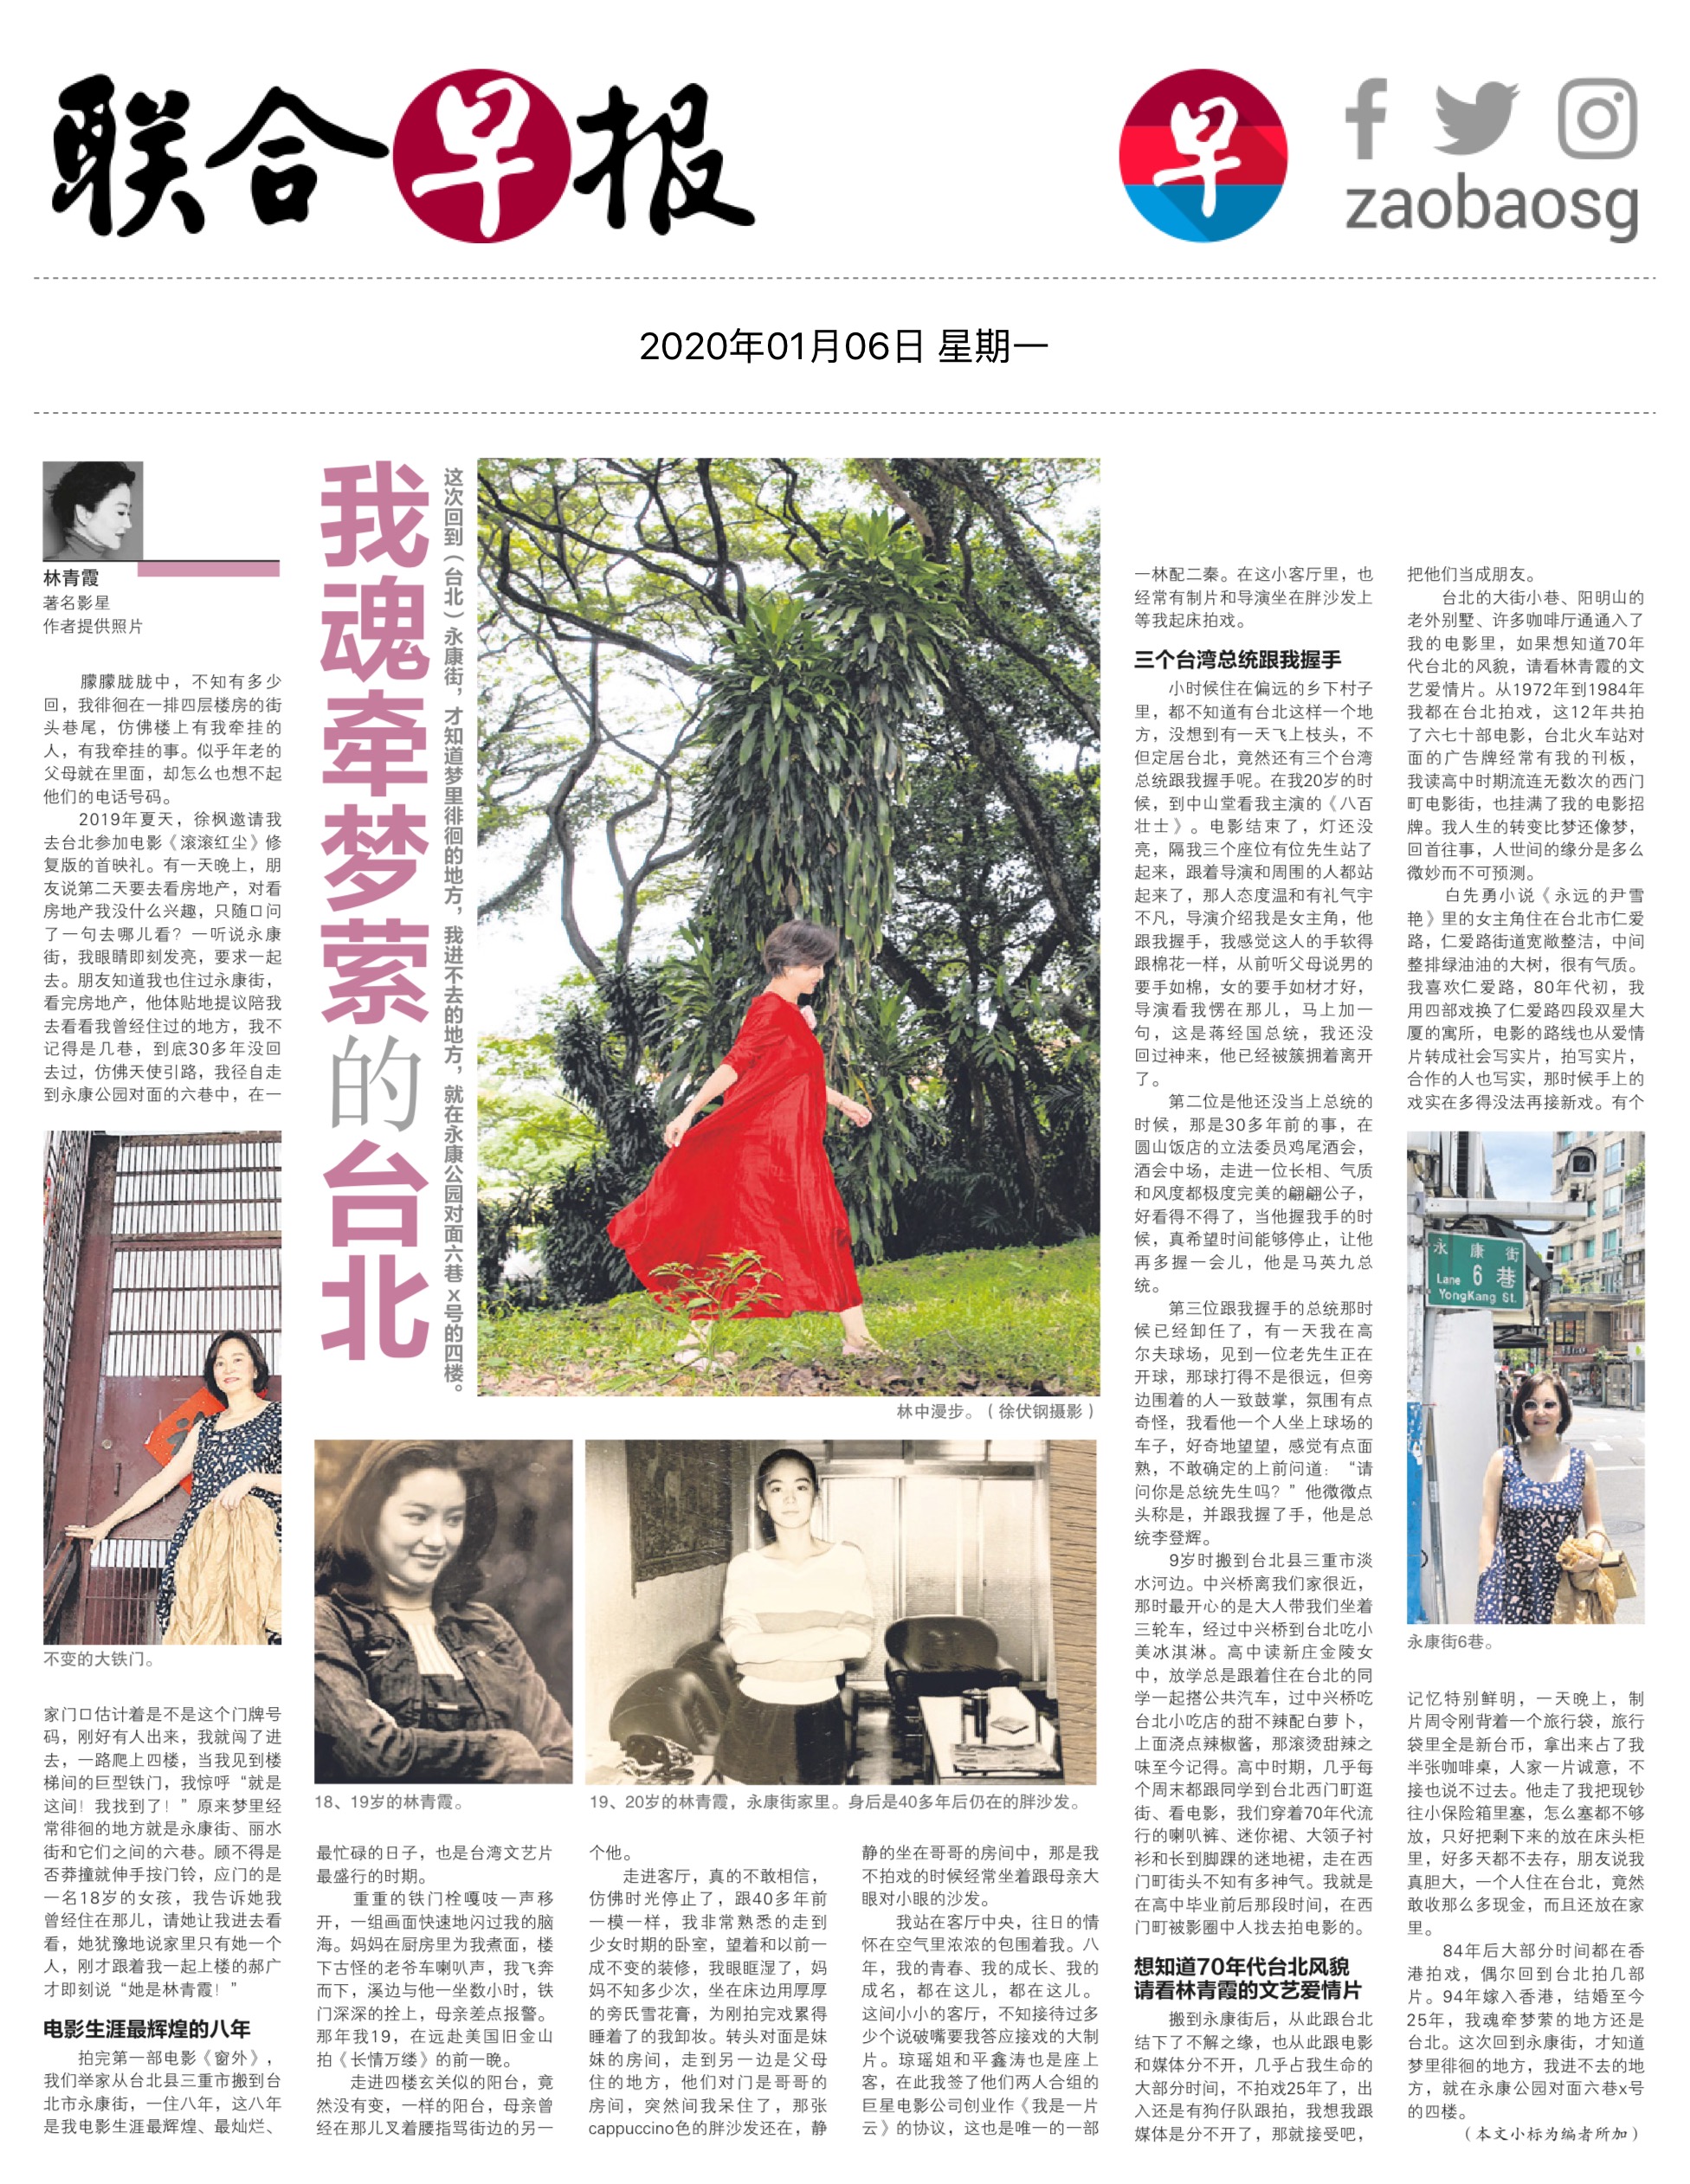 联合早报
早
zaobaosg
2020年01月06日 星期一
林青霞
著名影星
作者提供照片
我魂牵梦萦的台北
这次回到（台北）永康街，才知道梦里徘徊的地方，我进不去的地方，就在永康公园对面六巷x号的四楼。
朦朦胧胧中，不知有多少
回，我徘徊在一排四层楼房的街
头巷尾，仿佛楼上有我牵挂的
人，有我牵挂的事。似乎年老的
父母就在里面，却怎么也想不起
他们的电话号码。
2019年夏天，徐枫邀请我
去台北参加电影《滚滚红尘》修
复版的首映礼。有一天晚上，朋
友说第二天要去看房地产，对看
房地产我没什么兴趣，只随口问
了一句去哪儿看？一听说永康
街，我眼睛即刻发亮，要求一起
去。朋友知道我也住过永康街，
看完房地产，他体贴地提议陪我
去看看我曾经住过的地方，我不
记得是几巷，到底30多年没回
去过，仿佛天使引路，我径自走
到永康公园对面的六巷中，在一
不变的大铁门。
家门口估计着是不是这个门牌号
码，刚好有人出来，我就闯了进
去，一路爬上四楼，当我见到楼
梯间的巨型铁门，我惊呼“就是
这间！我找到了！”原来梦里经
常徘徊的地方就是永康街、丽水
街和它们之间的六巷。顾不得是
否莽撞就伸手按门铃，应门的是
一名18岁的女孩，我告诉她我
曾经住在那儿，请她让我进去看
看，她犹豫地说家里只有她一个
人，刚才跟着我一起上楼的郝广
才即刻说“她是林青霞！”
电影生涯最辉煌的八年
拍完第一部电影《窗外》，
我们举家从台北县三重市搬到台
北市永康街，一住八年，这八年
是我电影生涯最辉煌、最灿烂、
林中漫步。（徐伏钢摄影）
18、19岁的林青霞。
19、20岁的林青霞，永康街家里。身后是40多年后仍在的胖沙发。
最忙碌的日子，也是台湾文艺片
最盛行的时期。
重重的铁门栓嘎吱一声移
开，一组画面快速地闪过我的脑
海。妈妈在厨房里为我煮面，楼
下古怪的老爷车喇叭声，我飞奔
而下，溪边与他一坐数小时，铁
门深深的拴上，母亲差点报警。
那年我19，在远赴美国旧金山
拍《长情万缕》的前一晚。
走进四楼玄关似的阳台，竟
然没有变，一样的阳台，母亲曾
经在那儿叉着腰指骂街边的另一
个他。
走进客厅，真的不敢相信，
仿佛时光停止了，跟40多年前
一模一样，我非常熟悉的走到
少女时期的卧室，望着和以前一
成不变的装修，我眼眶湿了，妈
妈不知多少次，坐在床边用厚厚
的旁氏雪花膏，为刚拍完戏累得
睡着了的我卸妆。转头对面是妹
妹的房间，走到另一边是父母
住的地方，他们对门是哥哥的
房间，突然间我呆住了，那张
cappuccino色的胖沙发还在，静
静的坐在哥哥的房间中，那是我
不拍戏的时候经常坐着跟母亲大
眼对小眼的沙发。
我站在客厅中央，往日的情
怀在空气里浓浓的包围着我。八
年，我的青春、我的成长、我的
成名，都在这儿，都在这儿。
这间小小的客厅，不知接待过多
少个说破嘴要我答应接戏的大制
片。琼瑶姐和平鑫涛也是座上
客，在此我签了他们两人合组的
巨星电影公司创业作《我是一片
云》的协议，这也是唯一的一部
一林配二秦。在这小客厅里，也
经常有制片和导演坐在胖沙发上
等我起床拍戏。
三个台湾总统跟我握手
小时候住在偏远的乡下村子
里，都不知道有台北这样一个地
方，没想到有一天飞上枝头，不
但定居台北，竟然还有三个台湾
总统跟我握手呢。在我20岁的时
候，到中山堂看我主演的《八百
壮士》。电影结束了，灯还没
亮，隔我三个座位有位先生站了
起来，跟着导演和周围的人都站
起来了，那人态度温和有礼气宇
不凡，导演介绍我是女主角，他
跟我握手，我感觉这人的手软得
跟棉花一样，从前听父母说男的
要手如棉，女的要手如材才好，
导演看我愣在那儿，马上加一
句，这是蒋经国总统，我还没
回过神来，他已经被簇拥着离开
了。
第二位是他还没当上总统的
时候，那是30多年前的事，在
圆山饭店的立法委员鸡尾酒会，
酒会中场，走进一位长相、气质
和风度都极度完美的翩翩公子，
好看得不得了，当他握我手的时
候，真希望时间能够停止，让他
再多握一会儿，他是马英九总
统。
第三位跟我握手的总统那时
候已经卸任了，有一天我在高
尔夫球场，见到一位老先生正在
开球，那球打得不是很远，但旁
边围着的人一致鼓掌，氛围有点
奇怪，我看他一个人坐上球场的
车子，好奇地望望，感觉有点面
熟，不敢确定的上前问道：“请
问你是总统先生吗？”他微微点
头称是，并跟我握了手，他是总
统李登辉。
9岁时搬到台北县三重市淡
水河边。中兴桥离我们家很近，
那时最开心的是大人带我们坐着
三轮车，经过中兴桥到台北吃小
美冰淇淋。高中读新庄金陵女
中，放学总是跟着住在台北的同
学一起搭公共汽车，过中兴桥吃
台北小吃店的甜不辣配白萝卜，
上面浇点辣椒酱，那滚烫甜辣之
味至今记得。高中时期，几乎每
个周末都跟同学到台北西门町逛
街、看电影，我们穿着70年代流
行的喇叭裤、迷你裙、大领子衬
衫和长到脚踝的迷地裙，走在西
门町街头不知有多神气。我就是
在高中毕业前后那段时间，在西
门町被影圈中人找去拍电影的。
想知道70年代台北风貌
请看林青霞的文艺爱情片
搬到永康街后，从此跟台北
结下了不解之缘，也从此跟电影
和媒体分不开，几乎占我生命的
大部分时间，不拍戏25年了，出
入还是有狗仔队跟拍，我想我跟
媒体是分不开了，那就接受吧，
把他们当成朋友。
台北的大街小巷、阳明山的
老外别墅、许多咖啡厅通通入了
我的电影里，如果想知道70年
代台北的风貌，请看林青霞的文
艺爱情片。从1972年到1984年
我都在台北拍戏，这12年共拍
了六七十部电影，台北火车站对
面的广告牌经常有我的刊板，
我读高中时期流连无数次的西门
町电影街，也挂满了我的电影招
牌。我人生的转变比梦还像梦，
回首往事，人世间的缘分是多么
微妙而不可预测。
白先勇小说《永远的尹雪
艳》里的女主角住在台北市仁爱
路，仁爱路街道宽敞整洁，中间
整排绿油油的大树，很有气质。
我喜欢仁爱路，80年代初，我
用四部戏换了仁爱路四段双星大
厦的寓所，电影的路线也从爱情
片转成社会写实片，拍写实片，
合作的人也写实，那时候手上的
戏实在多得没法再接新戏。有个
永康街
Lane 6 巷
YongKang St.
永康街6巷。
记忆特别鲜明，一天晚上，制
片周令刚背着一个旅行袋，旅行
袋里全是新台币，拿出来占了我
半张咖啡桌，人家一片诚意，不
接也说不过去。他走了我把现钞
往小保险箱里塞，怎么塞都不够
放，只好把剩下来的放在床头柜
里，好多天都不去存，朋友说我
真胆大，一个人住在台北，竟然
敢收那么多现金，而且还放在家
里。
84年后大部分时间都在香
港拍戏，偶尔回到台北拍几部
片。94年嫁入香港，结婚至今
25年，我魂牵梦萦的地方还是
台北。这次回到永康街，才知道
梦里徘徊的地方，我进不去的地
方，就在永康公园对面六巷x号
的四楼。
（本文小标为编者所加）